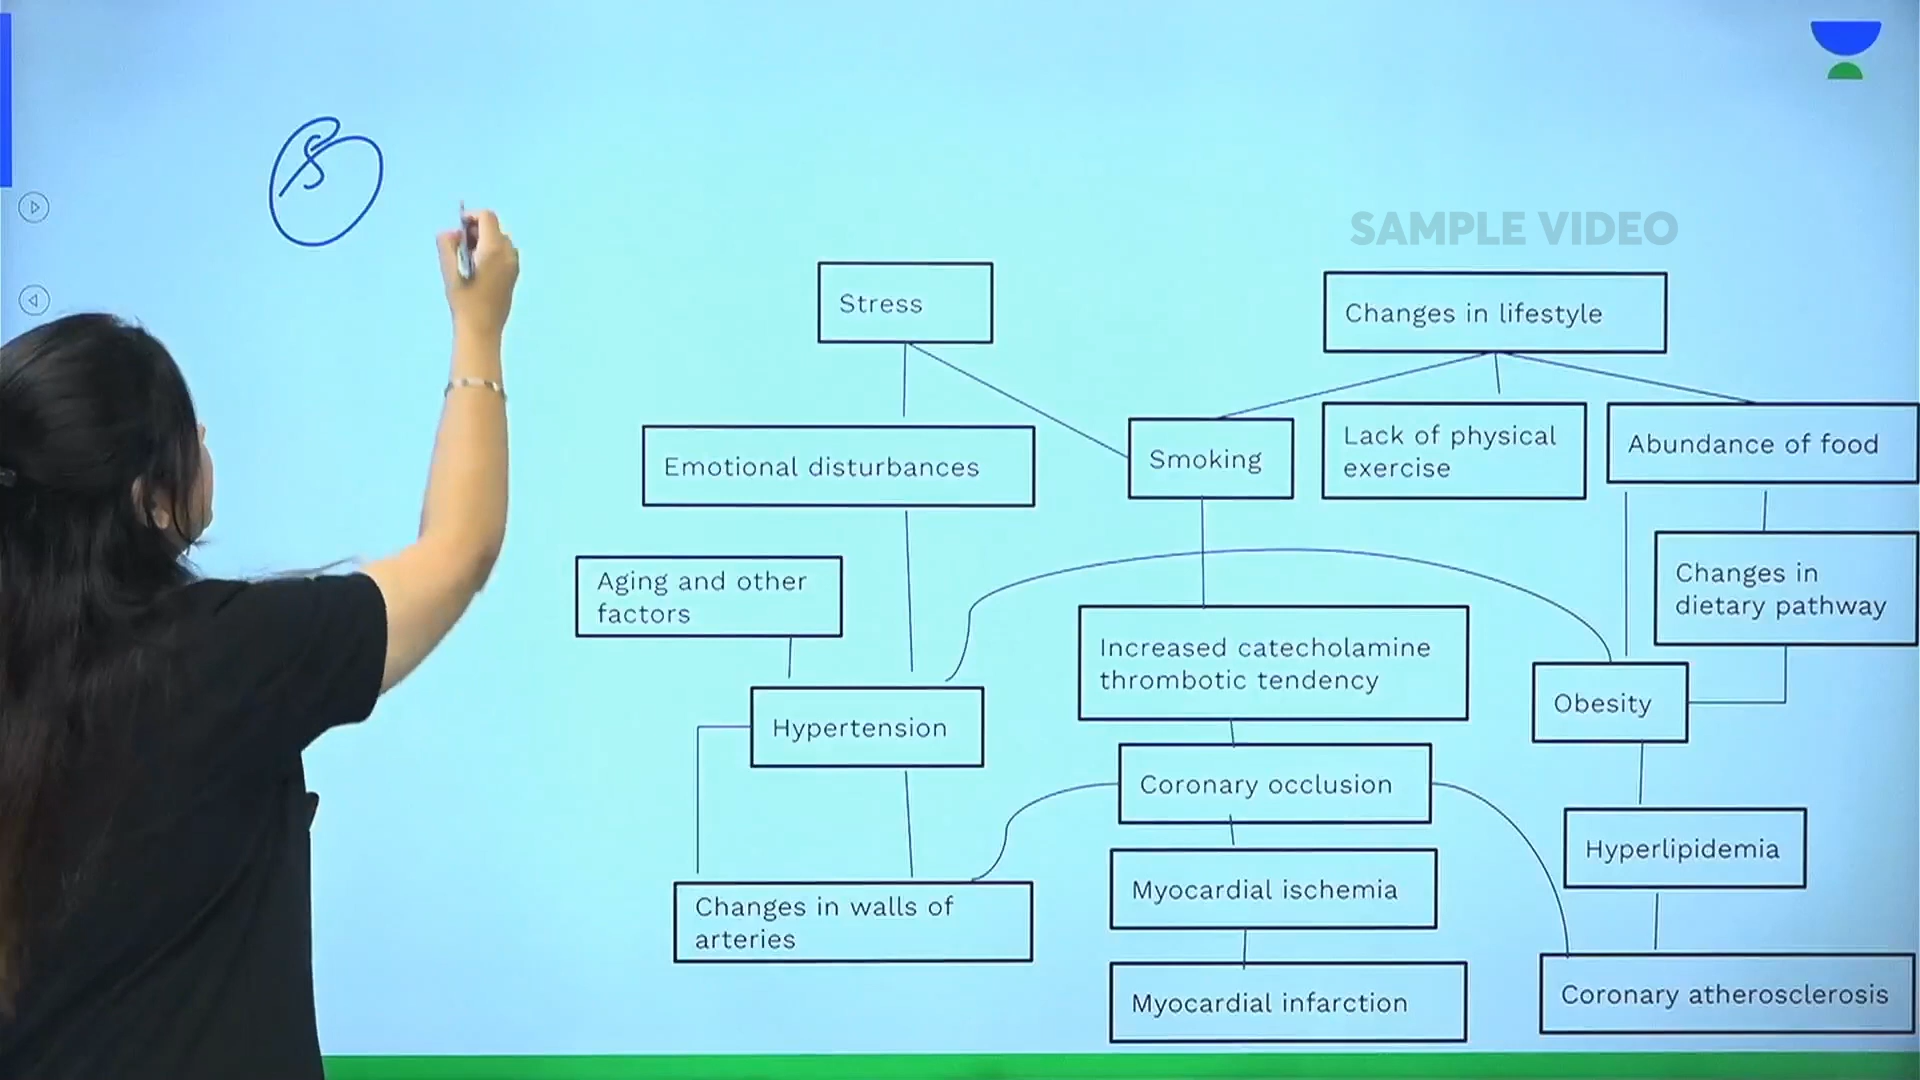 SAMPLE VIDEO
Stress
Changes in lifestyle
Emotional disturbances
Smoking
Lack of physical
exercise
Abundance of food
Aging and other
factors
Changes in
dietary pathway
Increased catecholamine
thrombotic tendency
Obesity
Hypertension
Coronary occlusion
Hyperlipidemia
Myocardial ischemia
Changes in walls of
arteries
Coronary atherosclerosis
Myocardial infarction